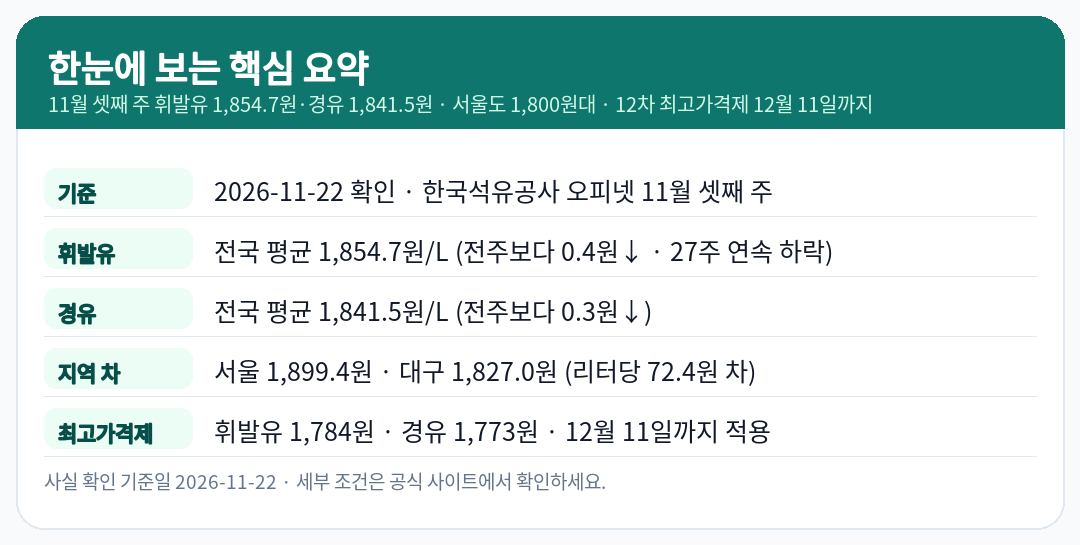 한눈에 보는 핵심 요약
11월 셋째 주 휘발유 1,854.7원·경유 1,841.5원 · 서울도 1,800원대 · 12차 최고가격제 12월 11일까지
기준 2026-11-22 확인 · 한국석유공사 오피넷 11월 셋째 주
휘발유 전국 평균 1,854.7원/L (전주보다 0.4원↓ · 27주 연속 하락)
경유 전국 평균 1,841.5원/L (전주보다 0.3원↓)
지역 차 서울 1,899.4원 · 대구 1,827.0원 (리터당 72.4원 차)
최고가격제 휘발유 1,784원 · 경유 1,773원 · 12월 11일까지 적용
사실 확인 기준일 2026-11-22 · 세부 조건은 공식 사이트에서 확인하세요.